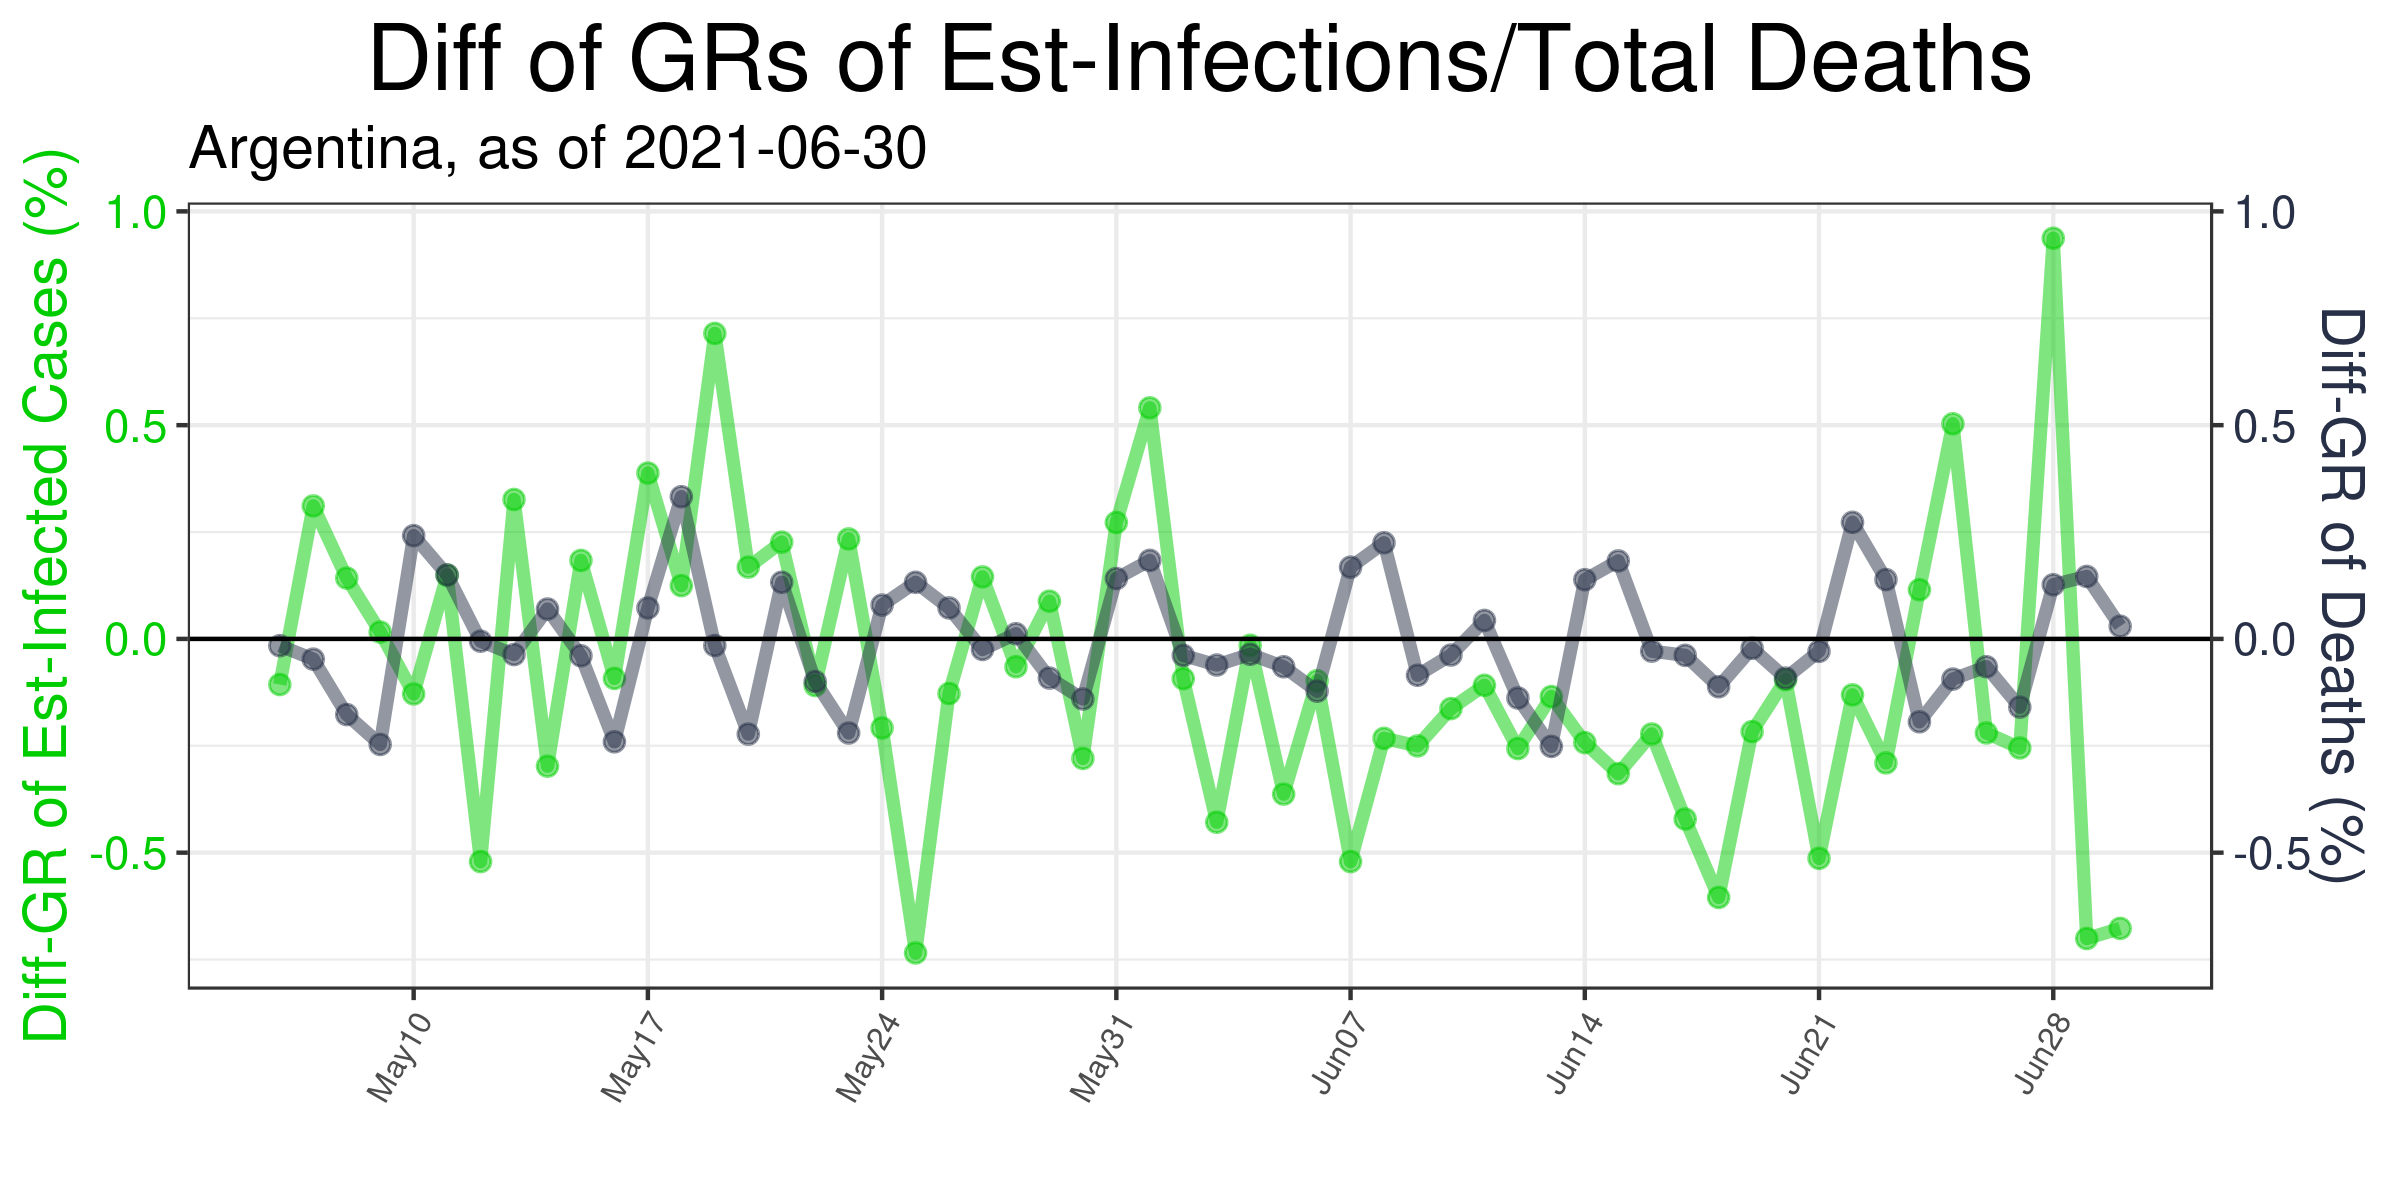 Diff of GRs of Est-Infections/Total Deaths
Argentina, as of 2021-06-30
Diff-GR of Est-Infected Cases (%)
1.0
0.5
0.0
-0.5
1.0
0.5
0.0
-0.5
Diff-GR of Deaths (%)
May10
May17
May24
May31
Jun07
Jun14
Jun21
Jun28